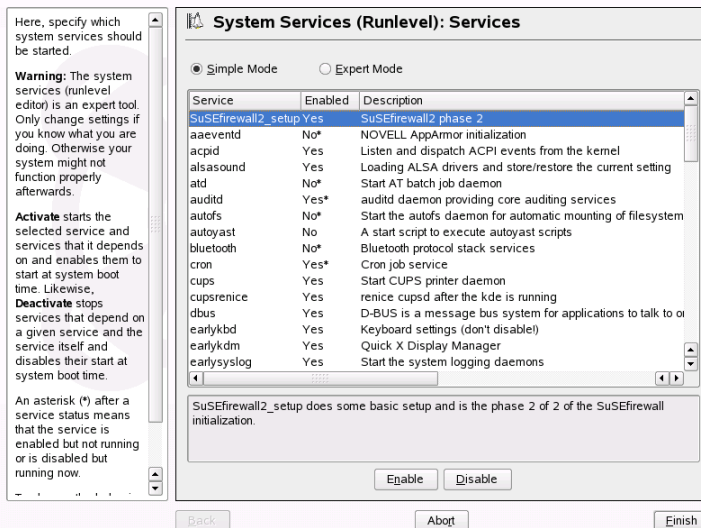 Here, specify which
system services should
be started.
Warning: The system
services (runlevel
editor) is an expert tool.
Only change settings if
you know what you are
doing. Otherwise your
system might not
function properly
afterwards.
Activate starts the
selected service and
services that it depends
on and enables them to
start at system boot
time. Likewise,
Deactivate stops
services that depend on
a given service and the
service itself and
disables their start at
system boot time.
An asterisk (*) after a
service status means
that the service is
enabled but not running
or is disabled but
running now.
System Services (Runlevel): Services
Simple Mode Expert Mode
Service Enabled Description
SuSEfirewall2_setup Yes SuSEfirewall2 phase 2
aaeventd No* NOVELL AppArmor initialization
acpid Yes Listen and dispatch ACPI events from the kernel
alsasound Yes Loading ALSA drivers and store/restore the current setting
atd No* Start AT batch job daemon
auditd Yes* auditd daemon providing core auditing services
autofs No* Start the autofs daemon for automatic mounting of filesystem
autoyast No A start script to execute autoyast scripts
bluetooth No* Bluetooth protocol stack services
cron Yes* Cron job service
cups Yes Start CUPS printer daemon
cupsrenice Yes renice cupsd after the kde is running
dbus Yes D-BUS is a message bus system for applications to talk to
earlykbd Yes Keyboard settings (don't disable!)
earlykdm Yes Quick X Display Manager
earlysyslog Yes Start the system logging daemons
SuSEfirewall2_setup does some basic setup and is the phase 2 of 2 of the SuSEfirewall
initialization.
Enable Disable
Back Abort Finish